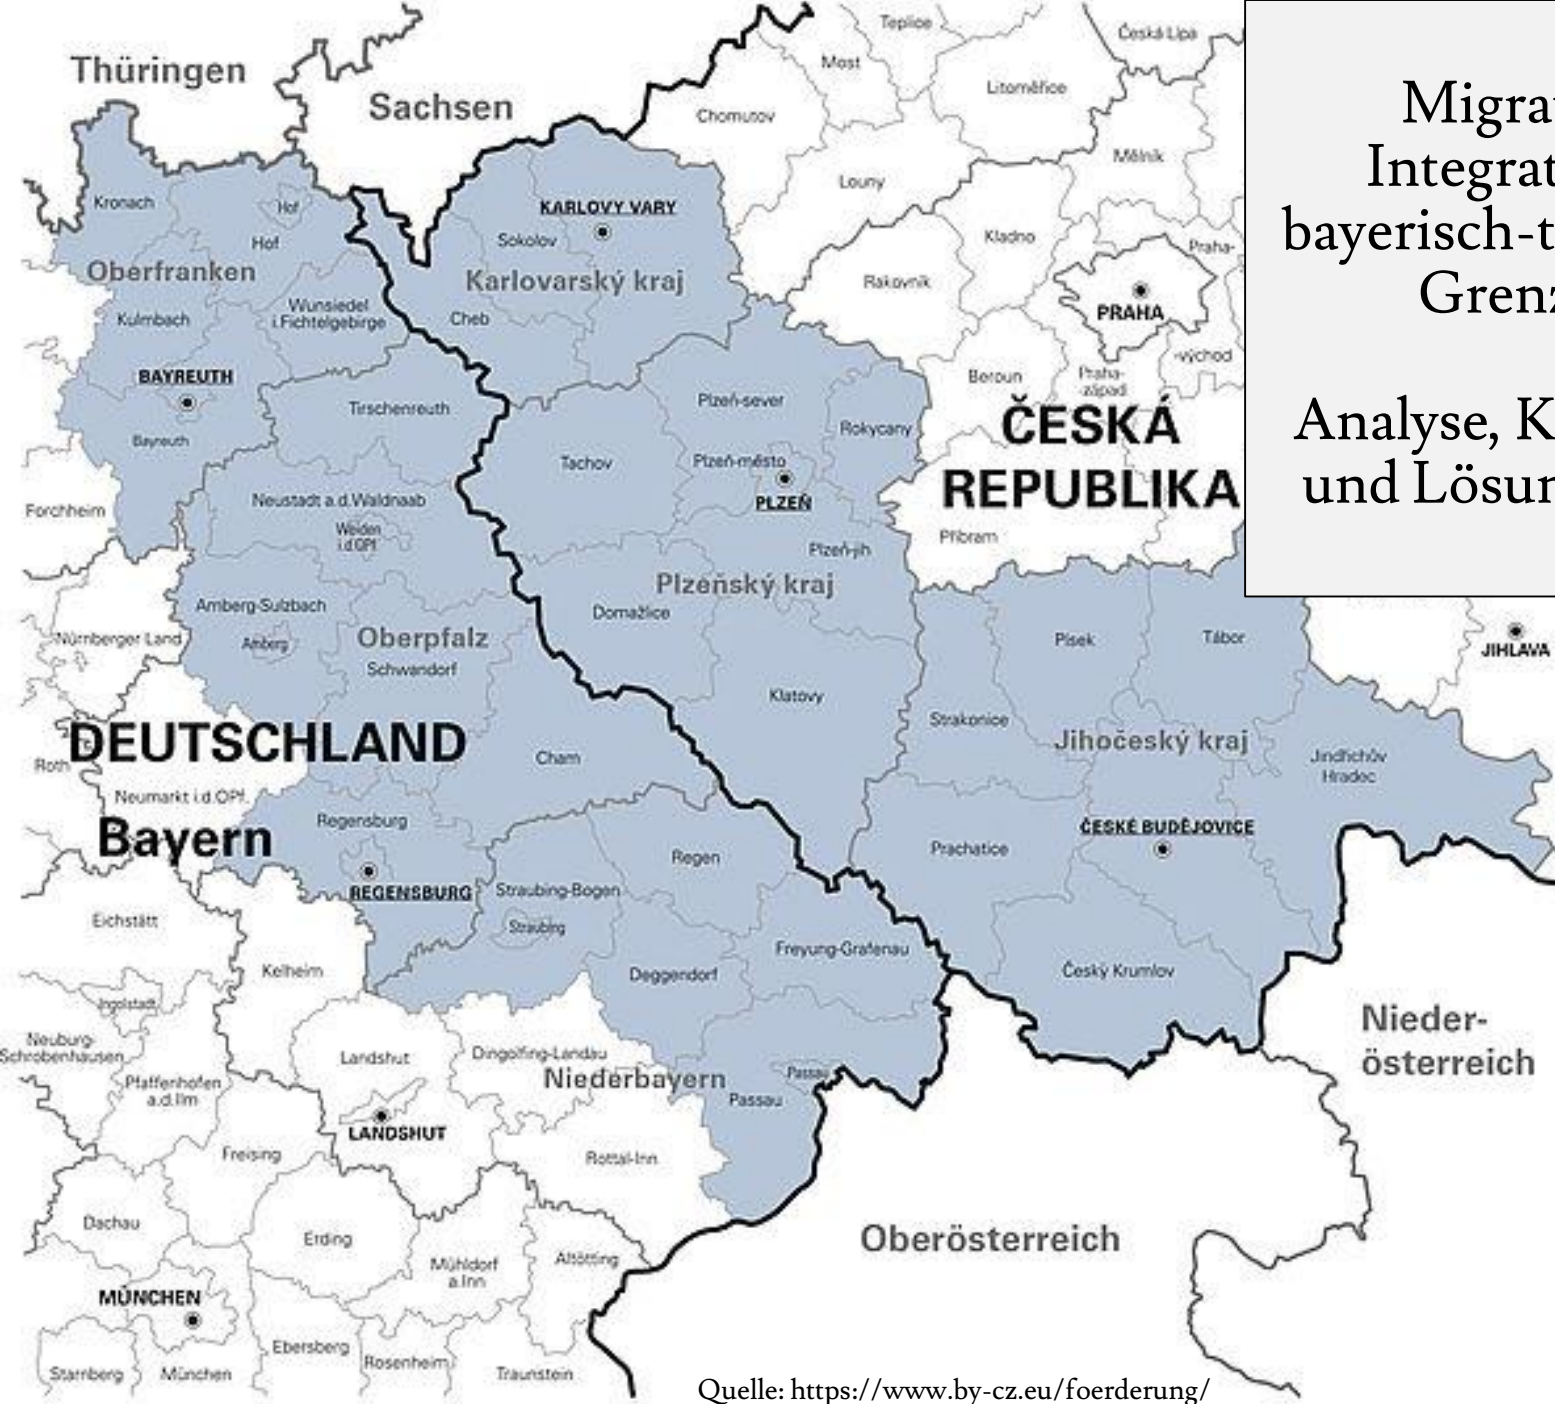 Thüringen
Sachsen
Teplice
Česká Lípa
Most
Litoměřice
Chomutov
Mělník
Louny
Kronach
Hof
Hof
KARLOVY VARY
Sokolov
Karlovarský kraj
Cheb
Kladno
Praha-
-východ
Rakovník
PRAHA
Oberfranken
Kulmbach
Wunsiedel
i.Fichtelgebirge
BAYREUTH
Bayreuth
Tirschenreuth
Beroun
Praha-
-západ
ČESKÁ
REPUBLIKA
Plzeň-sever
Rokycany
Tachov
Plzeň-město
PLZEŇ
Plzeň-jih
Příbram
Forchheim
Neustadt a.d.Waldnaab
Weiden
i.d.OPf.
Plzeňský kraj
Domažlice
Amberg-Sulzbach
Amberg
Oberpfalz
Schwandorf
Nürnberger Land
Písek
Tábor
JIHLAVA
Klatovy
Strakonice
Jihočeský kraj
Jindřichův
Hradec
DEUTSCHLAND
Roth
Cham
Neumarkt i.d.OPf.
Bayern
Regensburg
REGENSBURG
Regen
Prachatice
ČESKÉ BUDĚJOVICE
Straubing-Bogen
Straubing
Eichstätt
Kelheim
Deggendorf
Freyung-Grafenau
Český Krumlov
Ingolstadt
Neuburg-
Schrobenhausen
Landshut
Dingolfing-Landau
Niederbayern
Passau
Passau
Nieder-
österreich
Pfaffenhofen
a.d.Ilm
LANDSHUT
Freising
Rottal-Inn
Dachau
Erding
Mühldorf
a.Inn
Altötting
Oberösterreich
MÜNCHEN
Starnberg
München
Ebersberg
Rosenheim
Traunstein
Quelle: https://www.by-cz.eu/foerderung/
Migra
Integrat
bayerisch-t
Grenz
Analyse, K
und Lösun